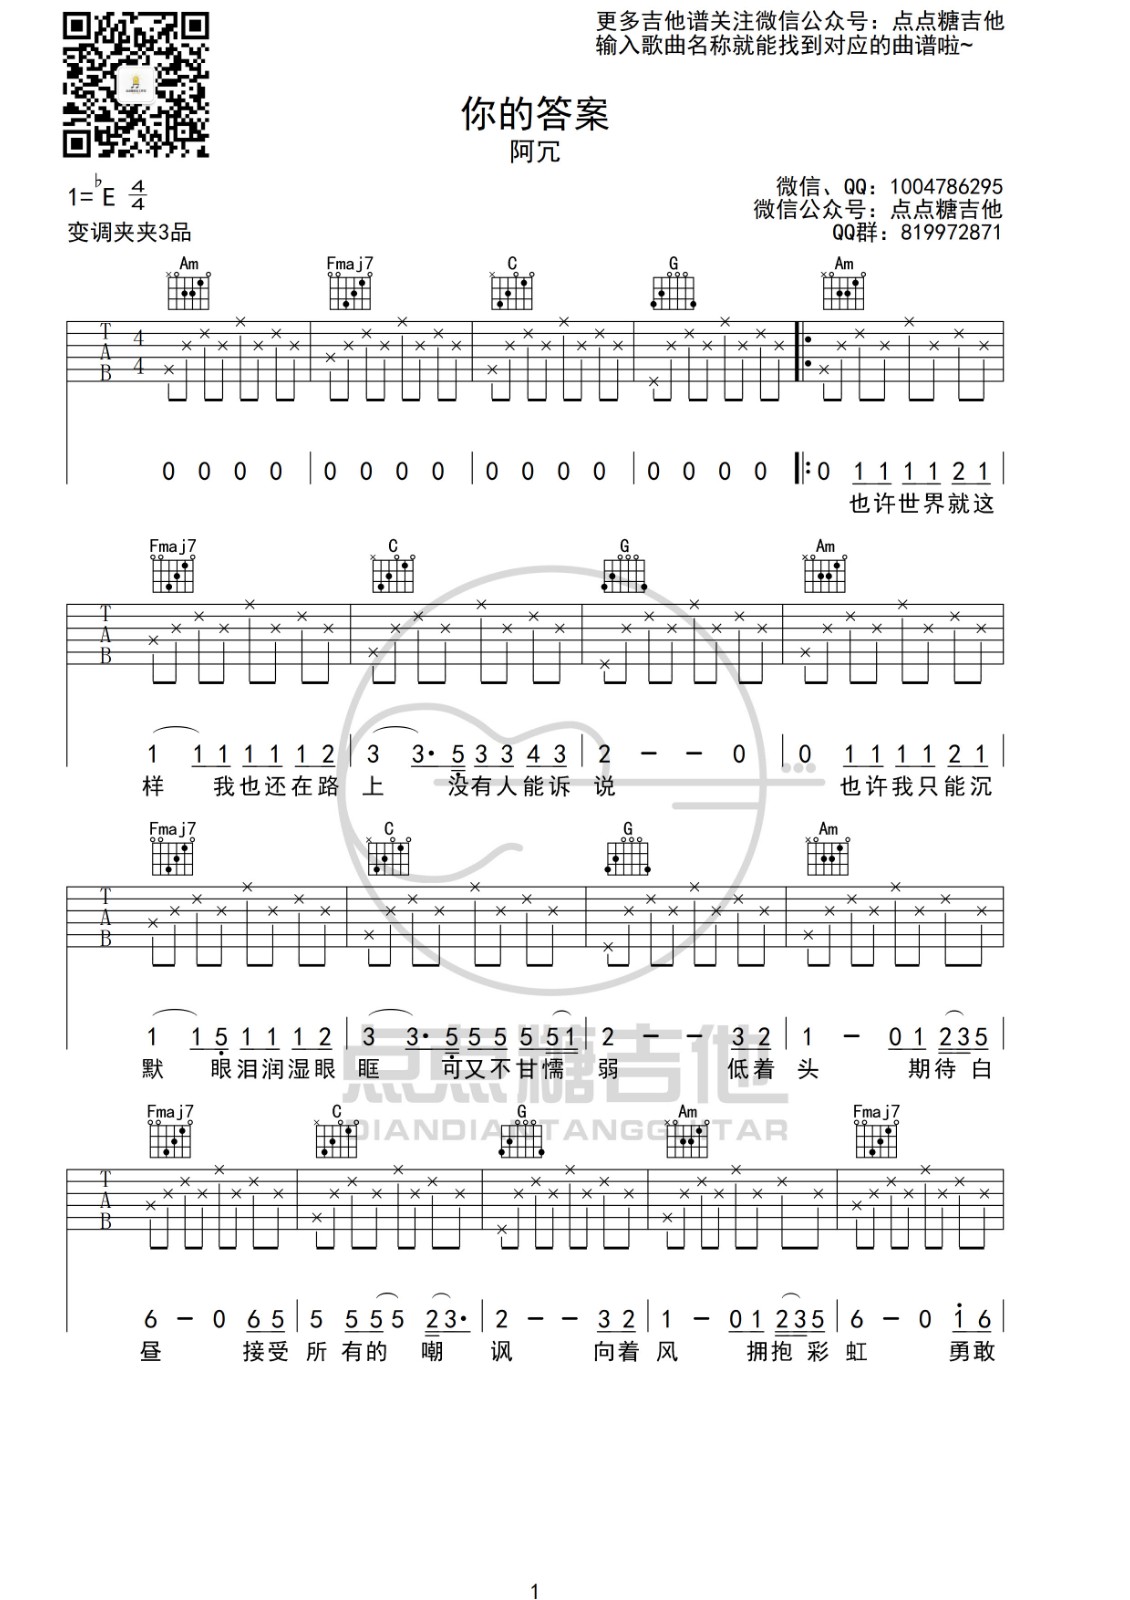 更多吉他谱关注微信公众号：点点糖吉他
输入歌曲名称就能找到对应的曲谱啦~
你的答案
阿冗
1=♭E 4/4
变调夹夹3品
微信、QQ：1004786295
微信公众号：点点糖吉他
QQ群：819972871
Am Fmaj7 C G Am
T A B 4 4
0 0 0 0 | 0 0 0 0 | 0 0 0 0 | 0 0 0 0 |: 0 1 1 1 1 2 1 |
也许世界就这
Fmaj7 C G Am
T A B
1 1 1 1 1 1 2 | 3 3· 5 3 3 4 3 | 2 — — 0 | 0 1 1 1 1 2 1 |
样 我也还在路 上 没有人能诉 说 也许我只能沉
Fmaj7 C G Am
T A B
1 1 5 1 1 1 2 | 3 3· 5 5 5 5 5 1 | 2 — — 3 2 | 1 — 0 1 2 3 5 |
默 眼泪润湿眼 眶 可又不甘懦 弱 低着 头 期待 白
点点糖吉他
DIANDIANTANGGUITAR
Fmaj7 C G Am Fmaj7
T A B
6 — 0 6 5 | 5 5 5 5 2 3· | 2 — — 3 2 | 1 — 0 1 2 3 5 | 6 — 0 1 6 |
昼 接受 所 有的 嘲 讽 向着 风 拥抱 彩 虹 勇敢
1